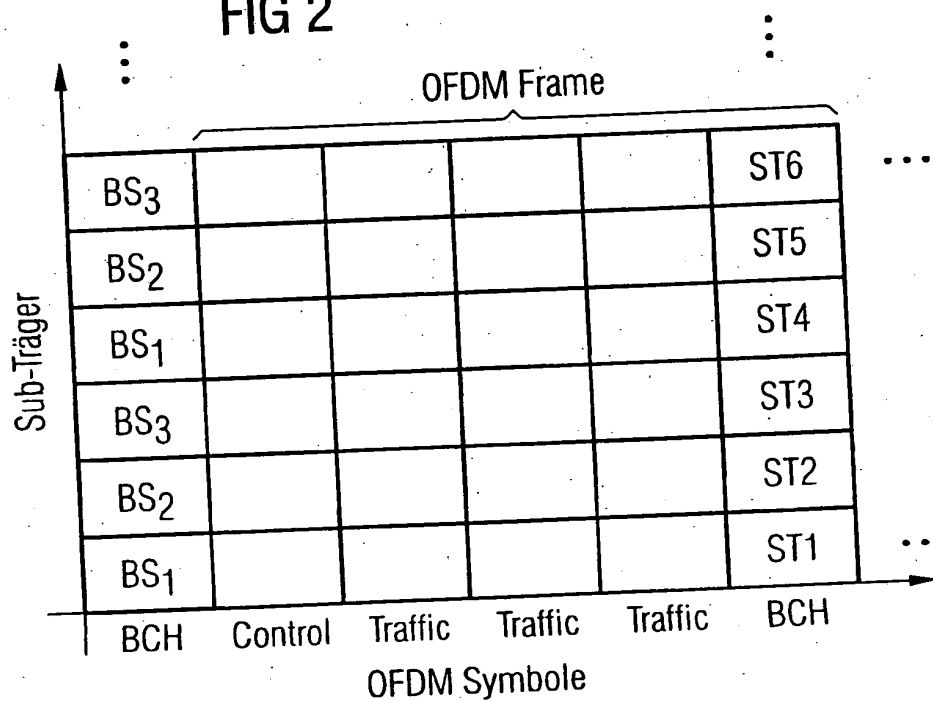 FIG 2
OFDM Frame
BS3 ST6
BS2 ST5
BS1 ST4
BS3 ST3
BS2 ST2
BS1 ST1
Sub-Träger
BCH Control Traffic Traffic Traffic BCH
OFDM Symbole